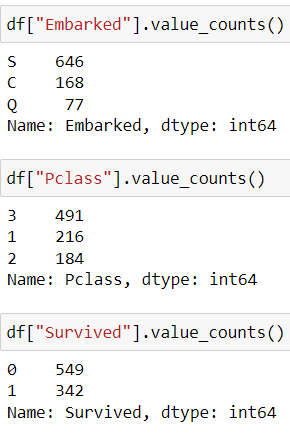 df["Embarked"].value_counts()
S    646
C    168
Q     77
Name: Embarked, dtype: int64
df["Pclass"].value_counts()
3    491
1    216
2    184
Name: Pclass, dtype: int64
df["Survived"].value_counts()
0    549
1    342
Name: Survived, dtype: int64